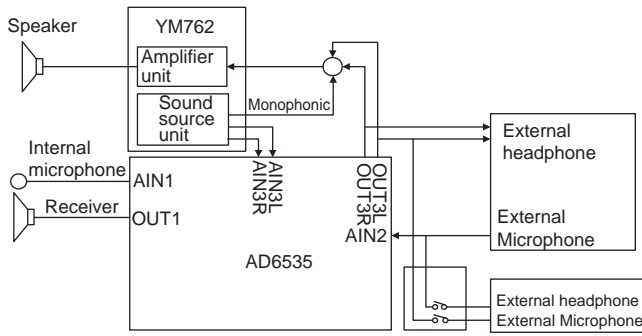 Speaker
YM762
Amplifier
unit
Sound
source
unit
Monophonic
Internal
microphone
Receiver
AIN1
OUT1
AIN3R
AIN3L
OUT3R
OUT3L
AIN2
AD6535
External
headphone
External
Microphone
External headphone
External Microphone